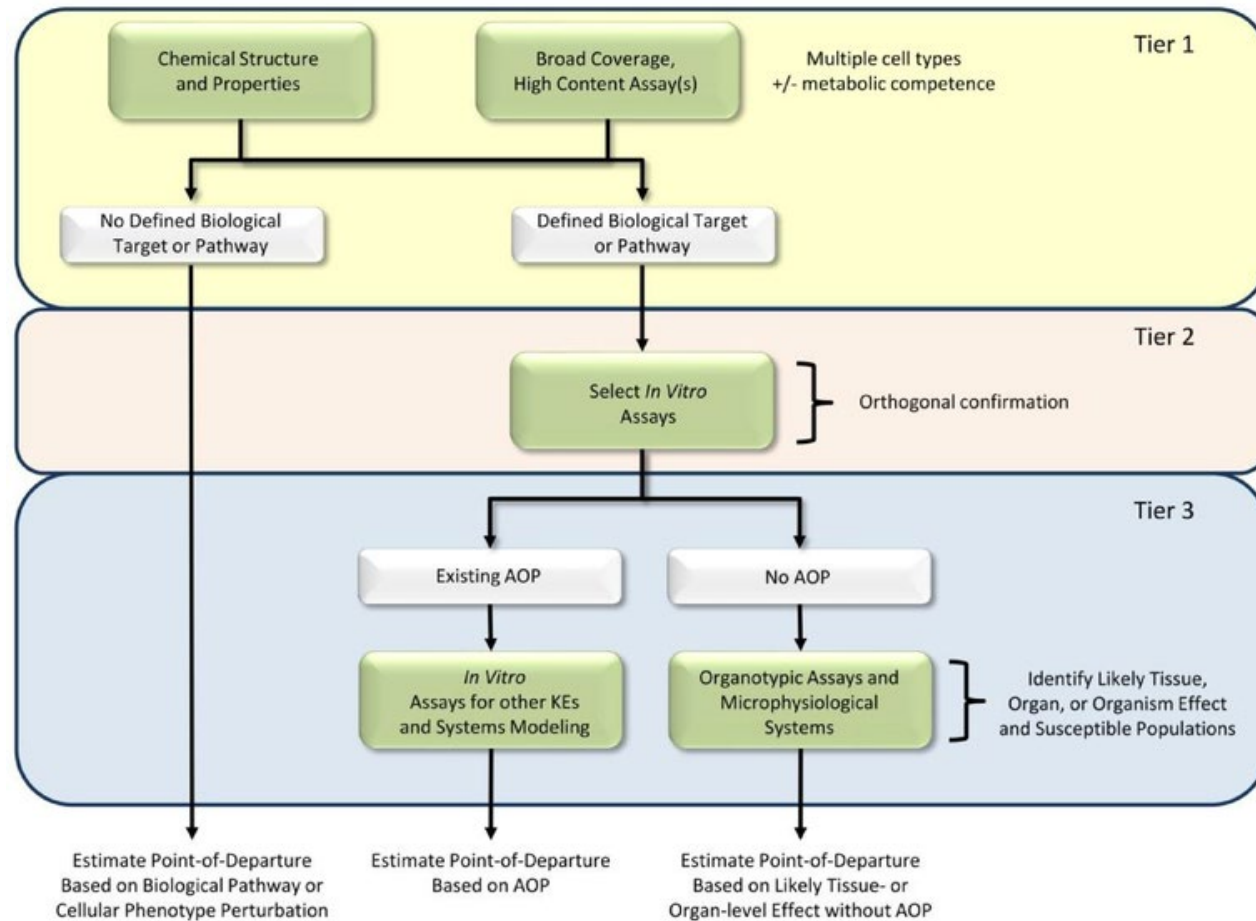 Tier 1
Chemical Structure
and Properties
Broad Coverage,
High Content Assay(s)
Multiple cell types
+/- metabolic competence
No Defined Biological
Target or Pathway
Defined Biological Target
or Pathway
Tier 2
Select In Vitro
Assays
Orthogonal confirmation
Tier 3
Existing AOP
No AOP
In Vitro
Assays for other KEs
and Systems Modeling
Organotypic Assays and
Microphysiological
Systems
Identify Likely Tissue,
Organ, or Organism Effect
and Susceptible Populations
Estimate Point-of-Departure
Based on Biological Pathway or
Cellular Phenotype Perturbation
Estimate Point-of-Departure
Based on AOP
Estimate Point-of-Departure
Based on Likely Tissue- or
Organ-level Effect without AOP